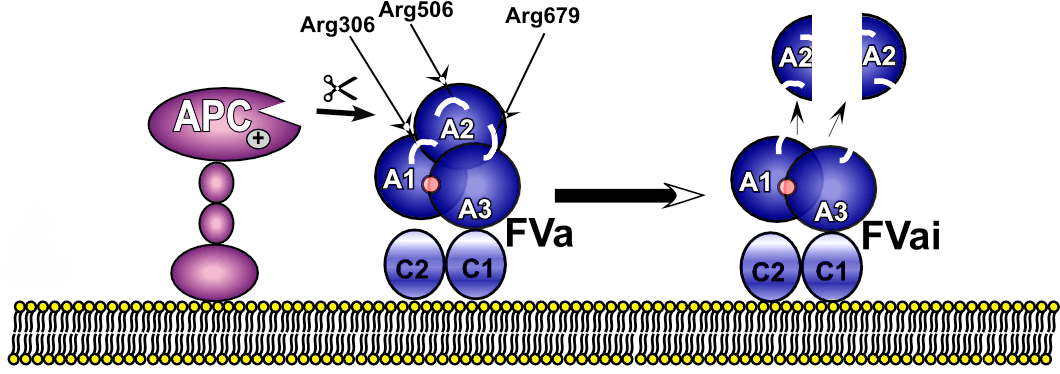 Arg306
Arg506
Arg679
APC
+
A2
A1
A3
FVa
C2
C1
A2
A2
A1
A3
FVai
C2
C1